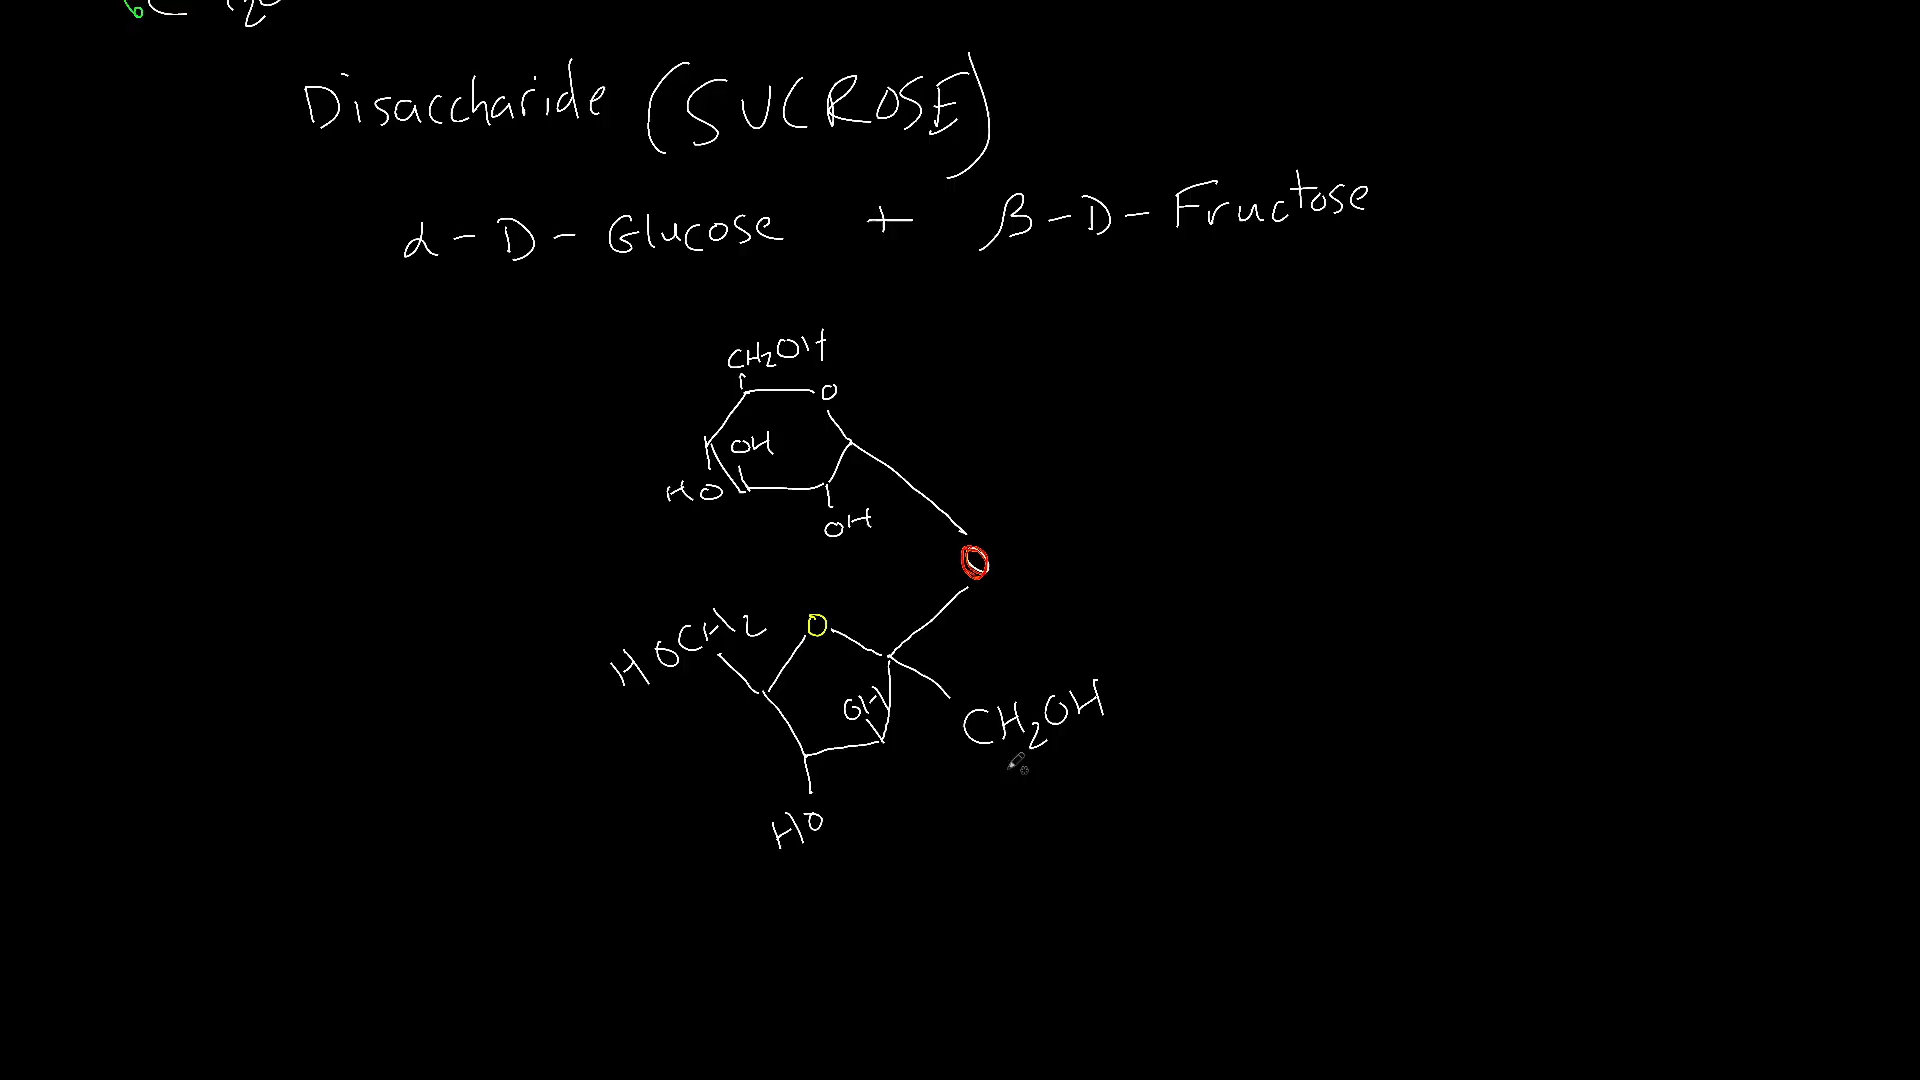 Disaccharide (SUCROSE)
α - D - Glucose + β - D - Fructose
CH₂OH
O
OH
HO
OH
O
HOCH₂
O
OH
CH₂OH
HO